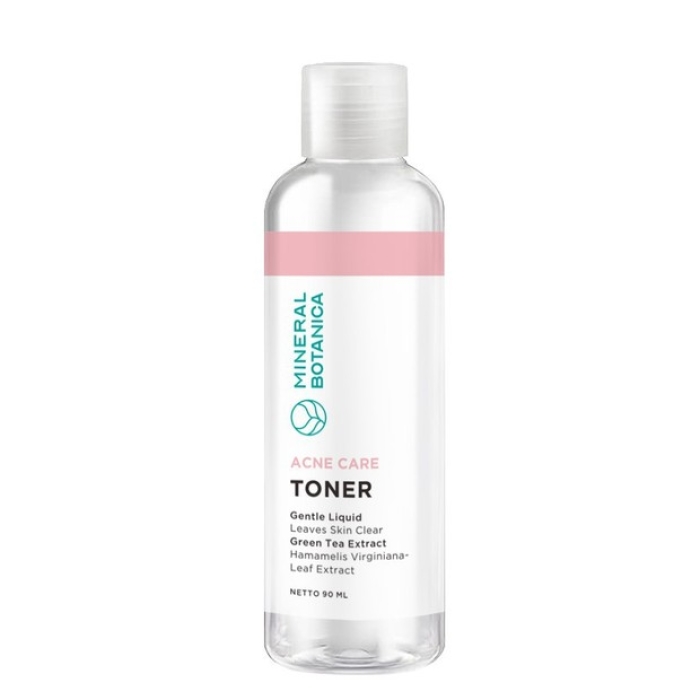 MINERAL
BOTANICA
ACNE CARE
TONER
Gentle Liquid
Leaves Skin Clear
Green Tea Extract
Hamamelis Virginiana-
Leaf Extract
NETTO 90 ML